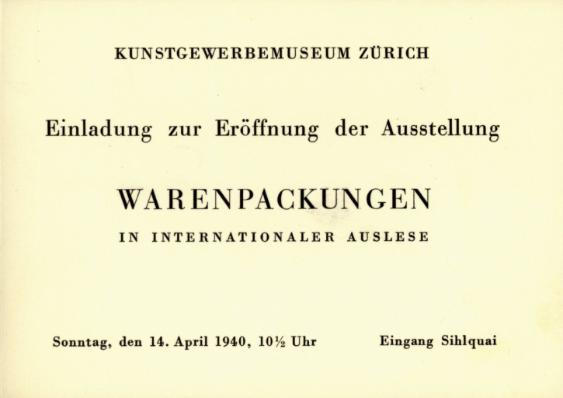 KUNSTGEWERBEMUSEUM ZÜRICH
Einladung zur Eröffnung der Ausstellung
WARENPACKUNGEN
IN INTERNATIONALER AUSLESE
Sonntag, den 14. April 1940, 10½ Uhr Eingang Sihlquai